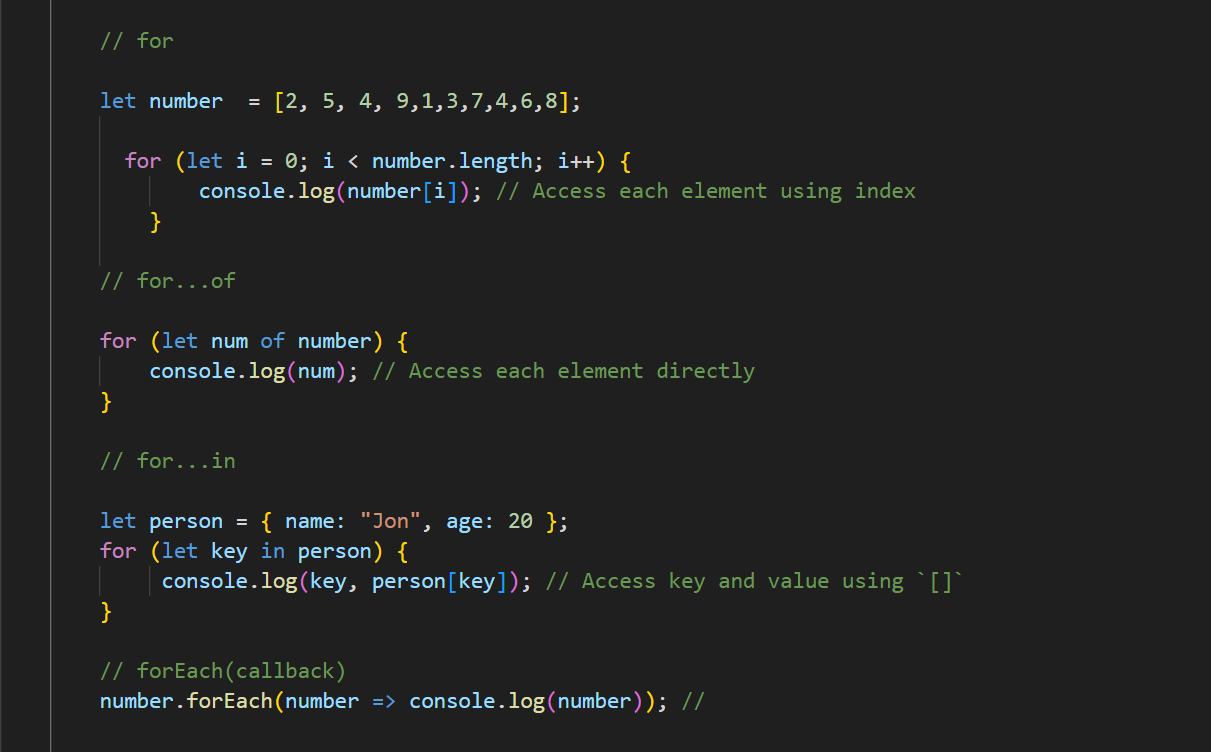 // for
let number  = [2, 5, 4, 9,1,3,7,4,6,8];
for (let i = 0; i < number.length; i++) {
console.log(number[i]); // Access each element using index
}
// for...of
for (let num of number) {
console.log(num); // Access each element directly
}
// for...in
let person = { name: "Jon", age: 20 };
for (let key in person) {
console.log(key, person[key]); // Access key and value using `[]`
}
// forEach(callback)
number.forEach(number => console.log(number)); //